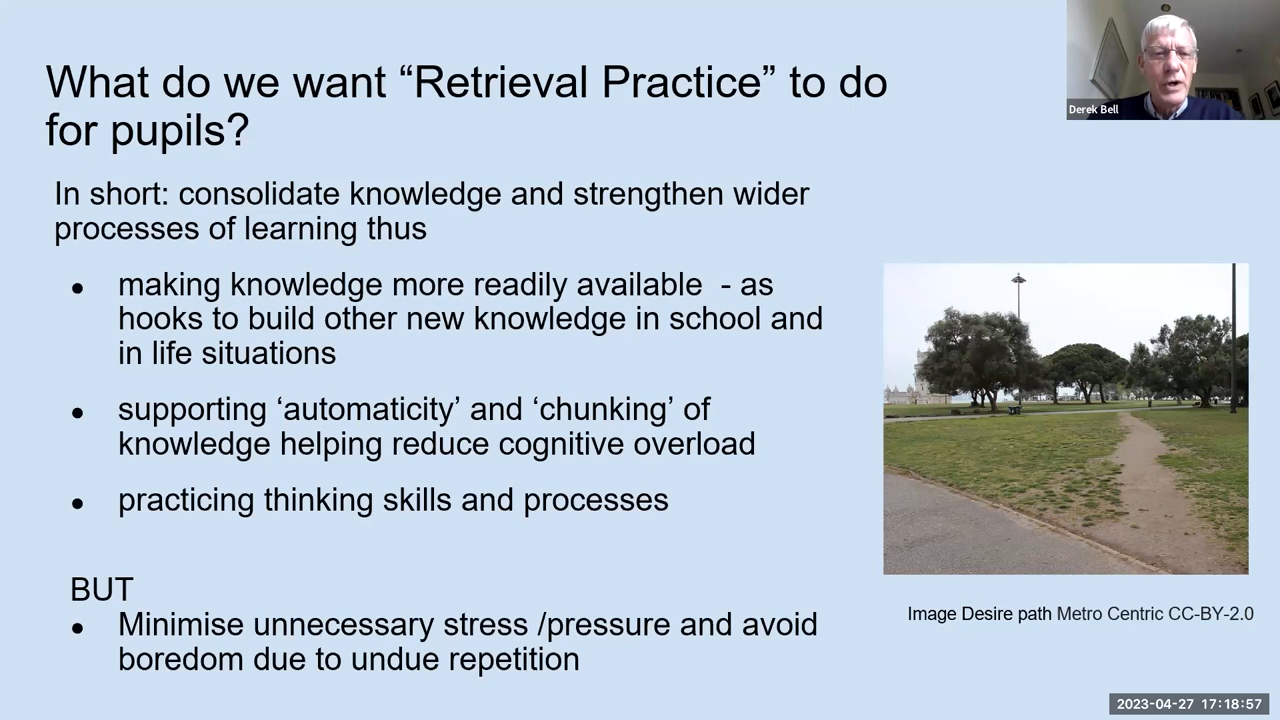 What do we want “Retrieval Practice” to do
for pupils?
Derek Bell
In short: consolidate knowledge and strengthen wider
processes of learning thus
● making knowledge more readily available  - as
hooks to build other new knowledge in school and
in life situations
● supporting ‘automaticity’ and ‘chunking’ of
knowledge helping reduce cognitive overload
● practicing thinking skills and processes
BUT
● Minimise unnecessary stress /pressure and avoid
boredom due to undue repetition
Image Desire path Metro Centric CC-BY-2.0
2023-04-27 17:18:57